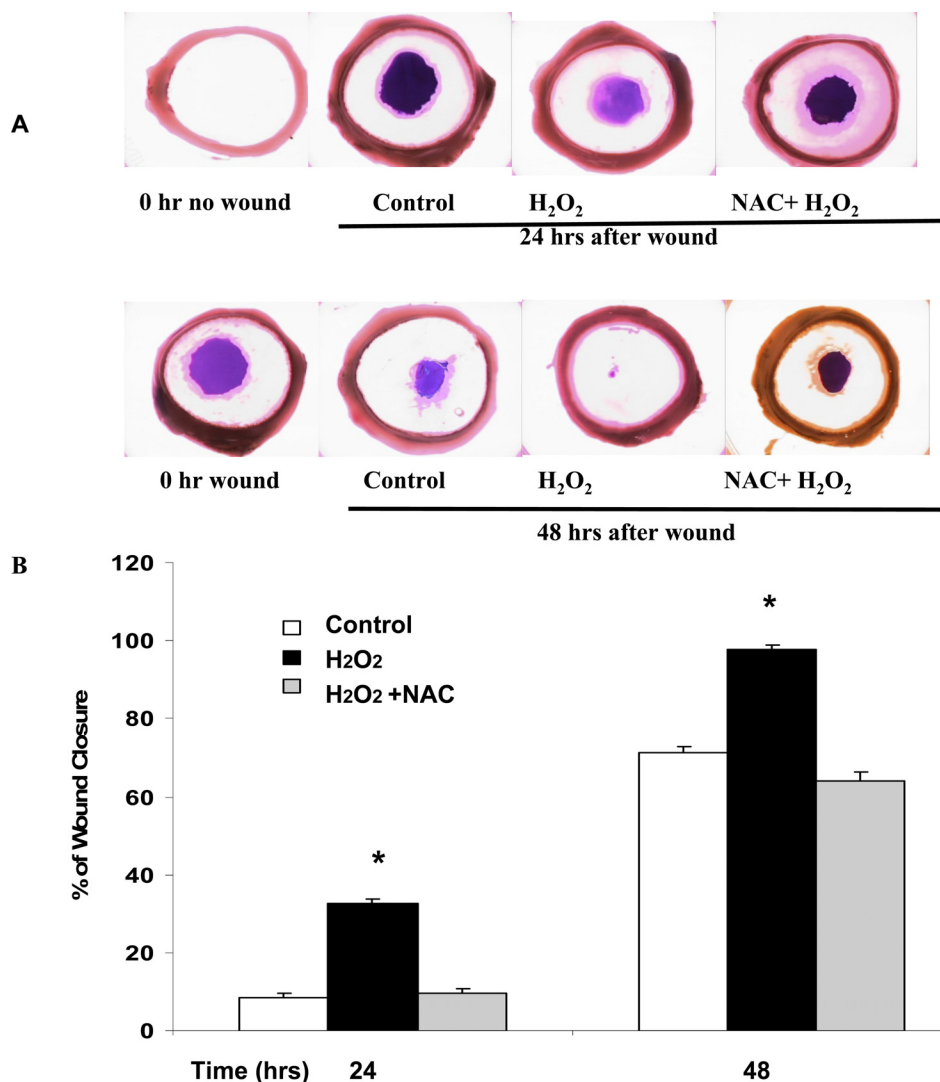 A
0 hr no wound Control H₂O₂ NAC+ H₂O₂
24 hrs after wound
0 hr wound Control H₂O₂ NAC+ H₂O₂
48 hrs after wound
B
% of Wound Closure
120
100
80
60
40
20
0
Control
H2O2
H2O2 +NAC
*
*
Time (hrs) 24 48